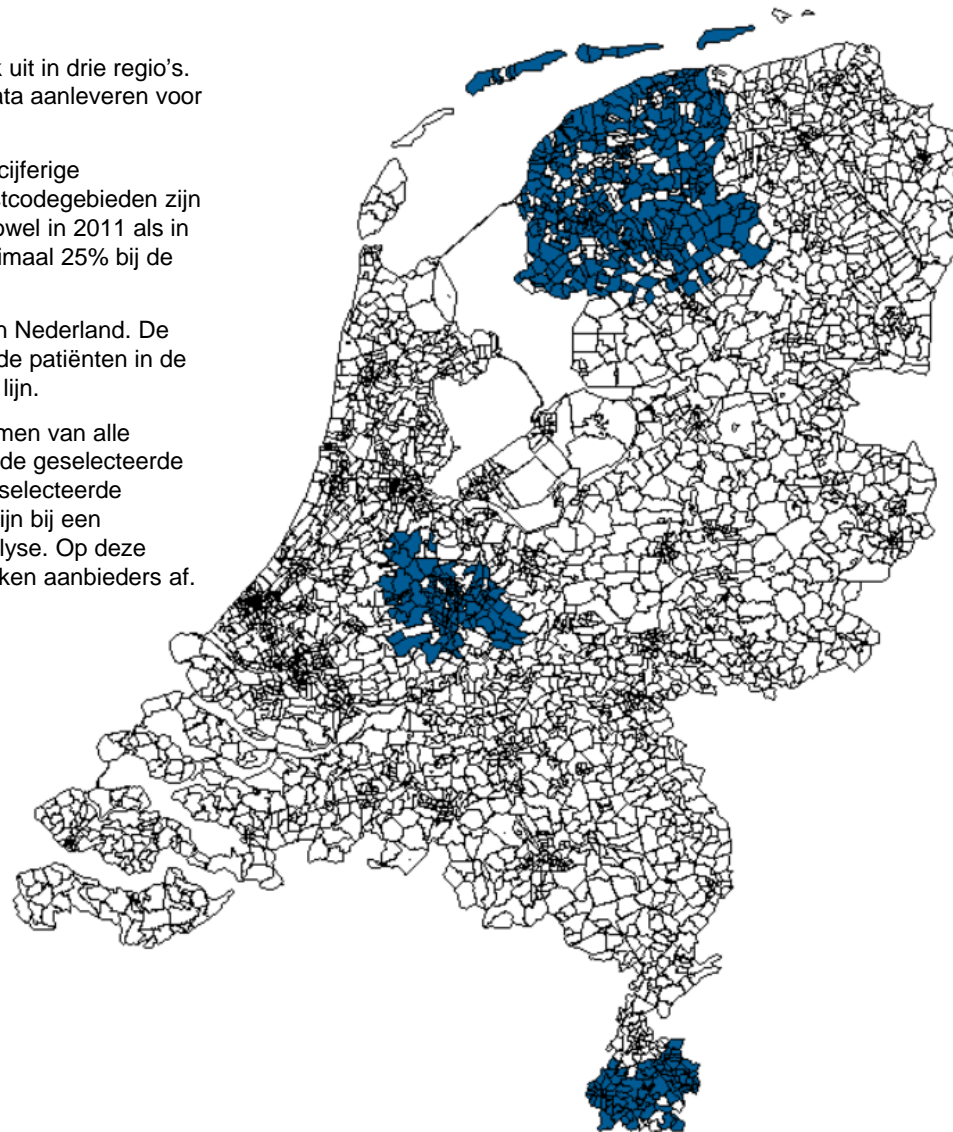 uit in drie regio's.
ata aanleveren voor
cijferige
stcodegebieden zijn
owel in 2011 als in
imaal 25% bij de
n Nederland. De
de patiënten in de
lijn.
men van alle
de geselecteerde
selecteerde
ijn bij een
lyse. Op deze
ken aanbieders af.